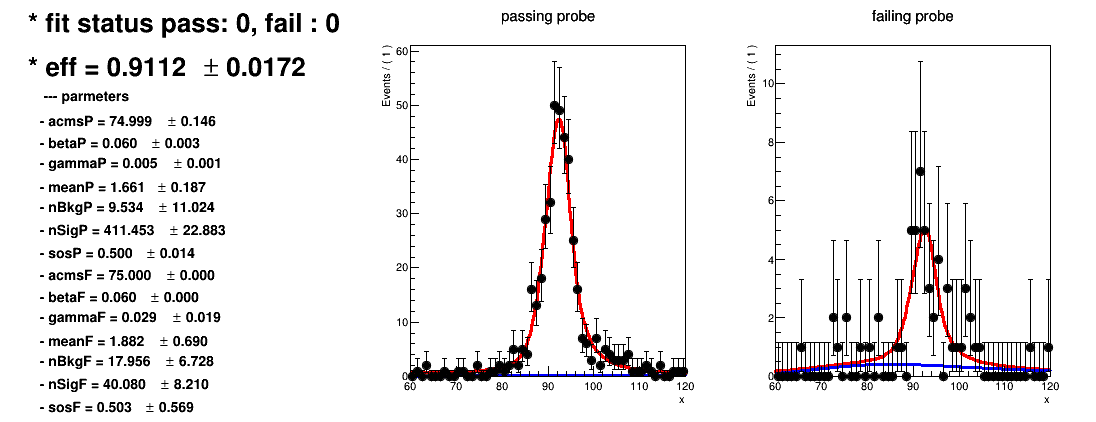 * fit status pass: 0, fail : 0
* eff = 0.9112 ± 0.0172
--- parmeters
- acmsP = 74.999 ± 0.146
- betaP = 0.060 ± 0.003
- gammaP = 0.005 ± 0.001
- meanP = 1.661 ± 0.187
- nBkgP = 9.534 ± 11.024
- nSigP = 411.453 ± 22.883
- sosP = 0.500 ± 0.014
- acmsF = 75.000 ± 0.000
- betaF = 0.060 ± 0.000
- gammaF = 0.029 ± 0.019
- meanF = 1.882 ± 0.690
- nBkgF = 17.956 ± 6.728
- nSigF = 40.080 ± 8.210
- sosF = 0.503 ± 0.569
passing probe
Events / ( 1 )
60
50
40
30
20
10
0
60 70 80 90 100 110 120
x
failing probe
Events / ( 1 )
10
8
6
4
2
0
60 70 80 90 100 110 120
x